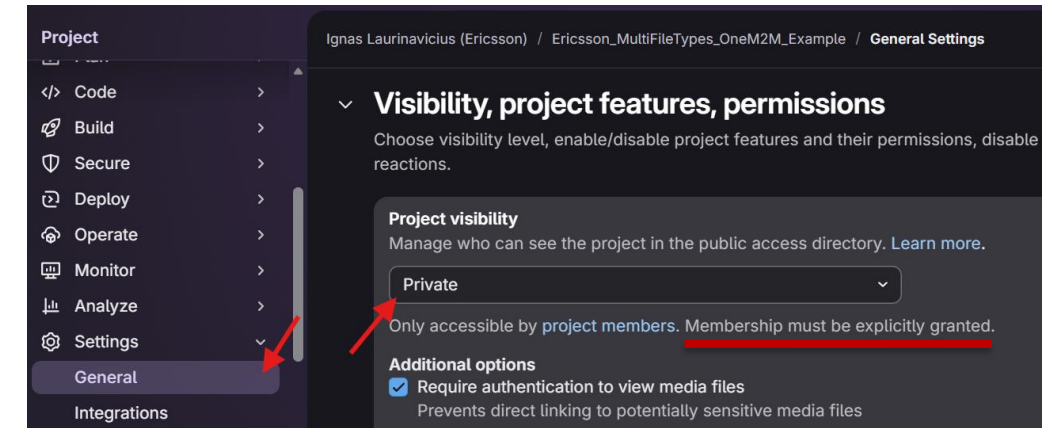 Project
Ignas Laurinavicius (Ericsson) / Ericsson_MultiFileTypes_OneM2M_Example / General Settings
Code
Build
Secure
Deploy
Operate
Monitor
Analyze
Settings
General
Integrations
Visibility, project features, permissions
Choose visibility level, enable/disable project features and their permissions, disable
reactions.
Project visibility
Manage who can see the project in the public access directory. Learn more.
Private
Only accessible by project members. Membership must be explicitly granted.
Additional options
Require authentication to view media files
Prevents direct linking to potentially sensitive media files